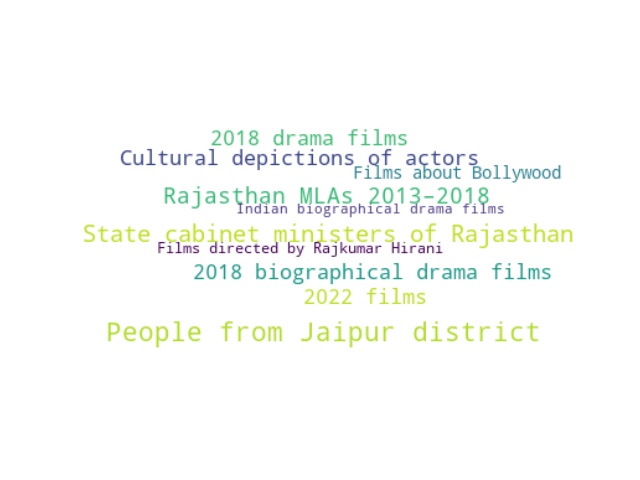 2018 drama films
Cultural depictions of actors
Films about Bollywood
Rajasthan MLAs 2013–2018
Indian biographical drama films
State cabinet ministers of Rajasthan
Films directed by Rajkumar Hirani
2018 biographical drama films
2022 films
People from Jaipur district